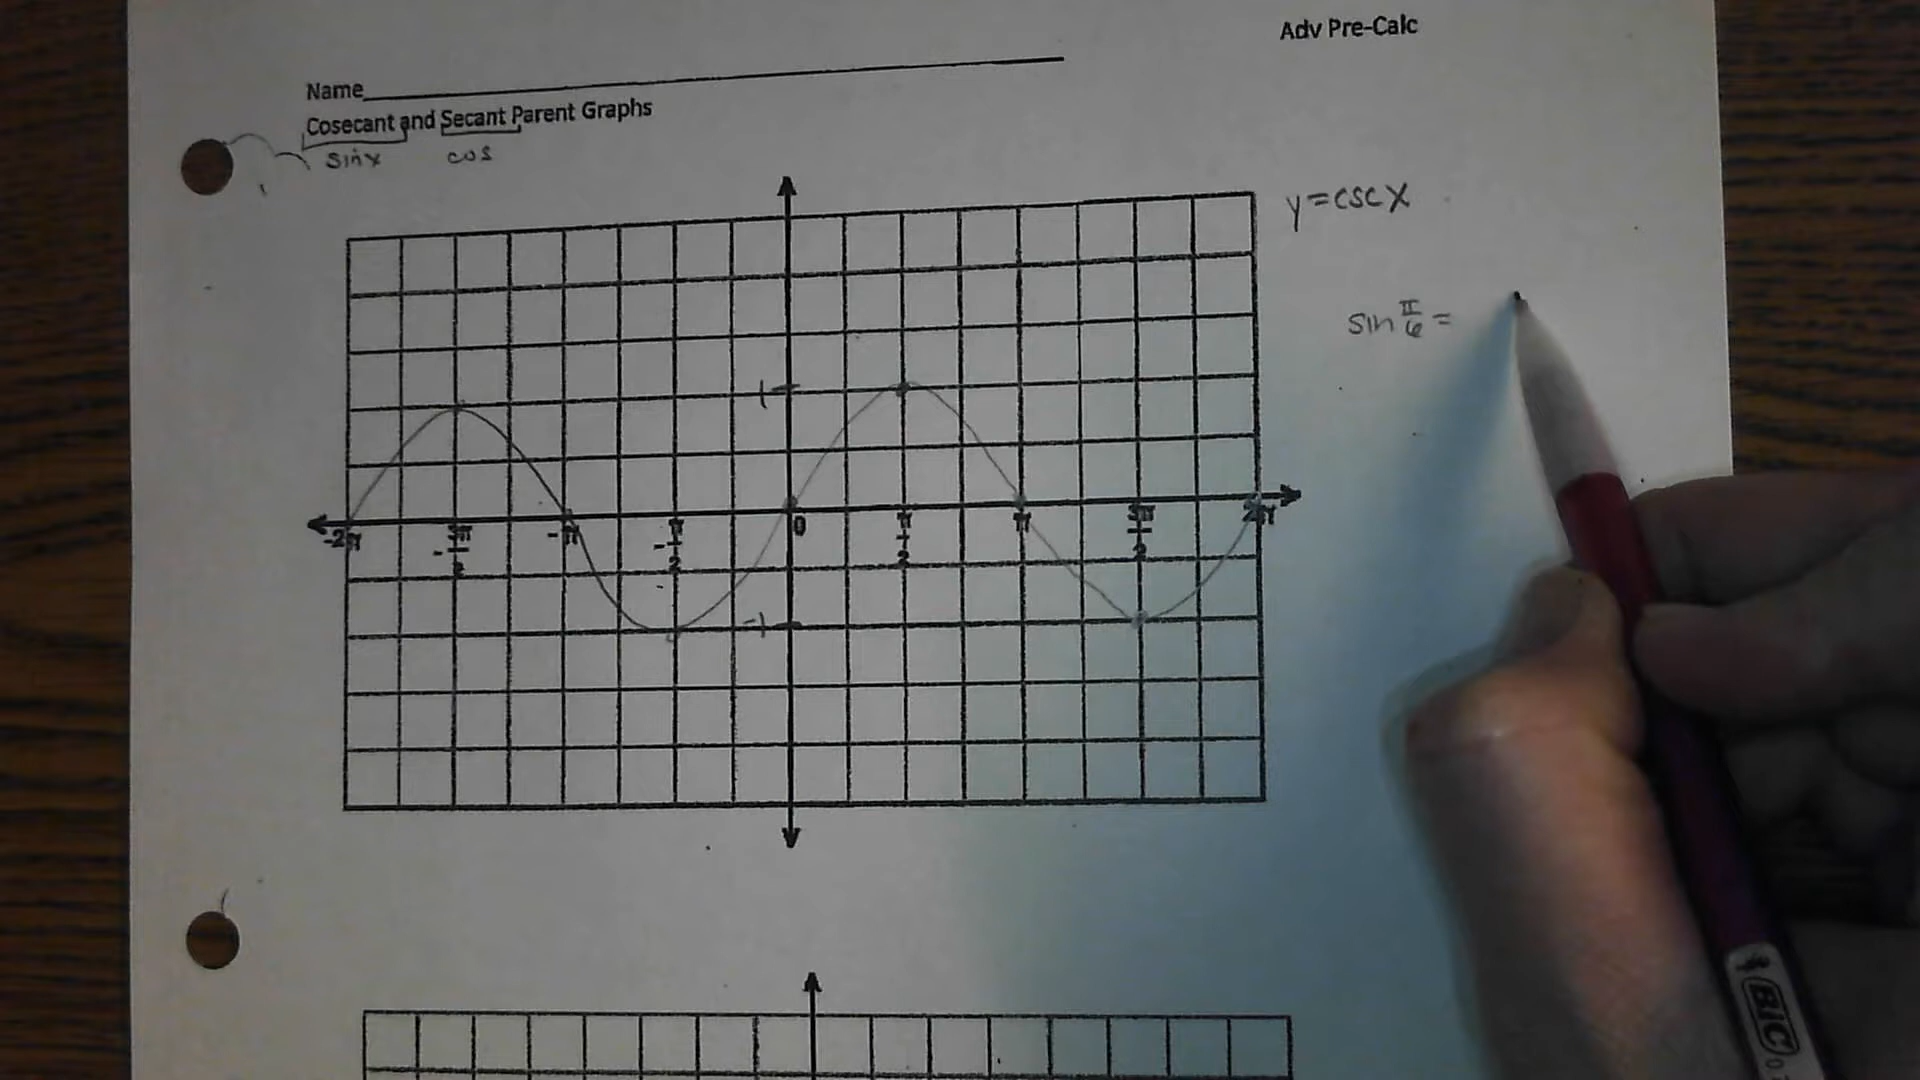 Adv Pre-Calc
Name
Cosecant and Secant Parent Graphs
sin x cos
y = csc x
sin π/6 =
1
-2π -3π/2 -π -π/2 0 π/2 π 3π/2 2π
-1
BIC